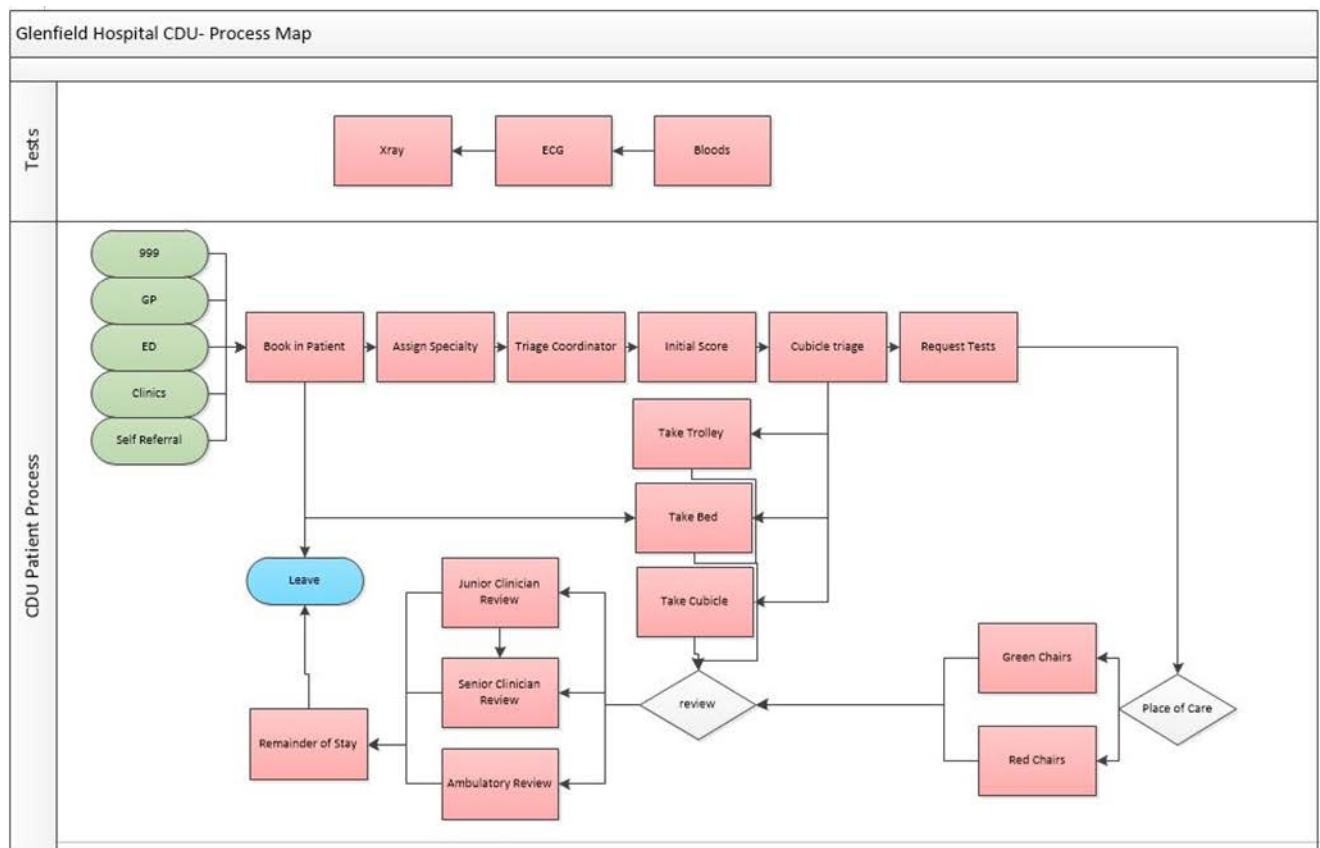 Glenfield Hospital CDU- Process Map
Tests
Xray
ECG
Bloods
CDU Patient Process
999
GP
ED
Clinics
Self Referral
Book in Patient
Assign Specialty
Triage Coordinator
Initial Score
Cubicle triage
Request Tests
Take Trolley
Take Bed
Take Cubicle
Leave
Junior Clinician
Review
Senior Clinician
Review
Ambulatory Review
Remainder of Stay
review
Green Chairs
Red Chairs
Place of Care